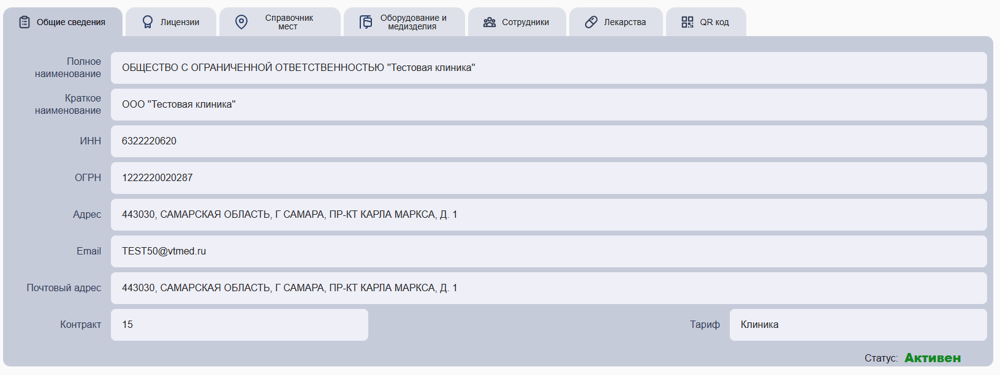 Общие сведения
Лицензии
Справочник
мест
Оборудование и
медизделия
Сотрудники
Лекарства
QR код
Полное
наименование
ОБЩЕСТВО С ОГРАНИЧЕННОЙ ОТВЕТСТВЕННОСТЬЮ "Тестовая клиника"
Краткое
наименование
ООО "Тестовая клиника"
ИНН
6322220620
ОГРН
1222220020287
Адрес
443030, САМАРСКАЯ ОБЛАСТЬ, Г САМАРА, ПР-КТ КАРЛА МАРКСА, Д. 1
Email
TEST50@vtmed.ru
Почтовый адрес
443030, САМАРСКАЯ ОБЛАСТЬ, Г САМАРА, ПР-КТ КАРЛА МАРКСА, Д. 1
Контракт
15
Тариф
Клиника
Статус: Активен